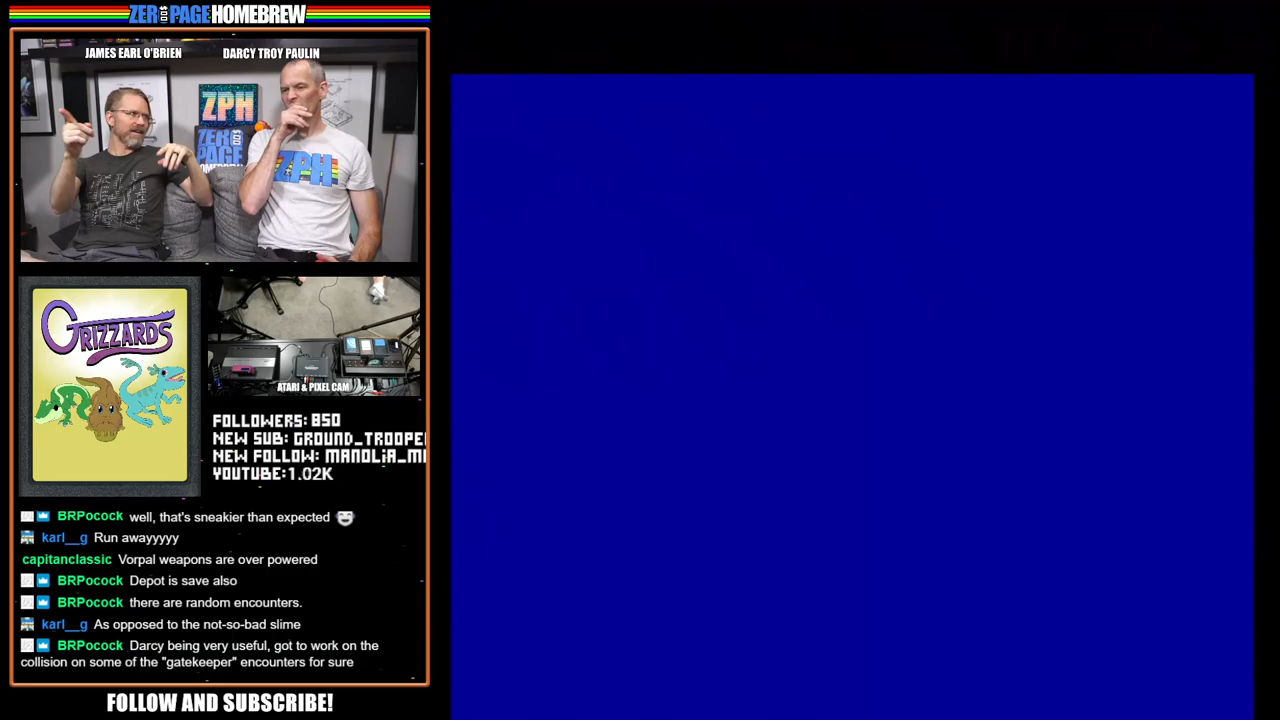 ZEROPAGE HOMEBREW
JAMES EARL O'BRIEN
DARCY TROY PAULIN
ZPH
ZERO
PAGE
ZPH
GRIZZARDS
ATARI & PIXEL CAM
FOLLOWERS: 850
NEW SUB: GROUND_TROOPE
NEW FOLLOW: MANOLIA_M
YOUTUBE:1.02K
BRPocock well, that's sneakier than expected
karl__g Run awayyyyy
capitanclassic Vorpal weapons are over powered
BRPocock Depot is save also
BRPocock there are random encounters.
karl__g As opposed to the not-so-bad slime
BRPocock Darcy being very useful, got to work on the
collision on some of the "gatekeeper" encounters for sure
FOLLOW AND SUBSCRIBE!